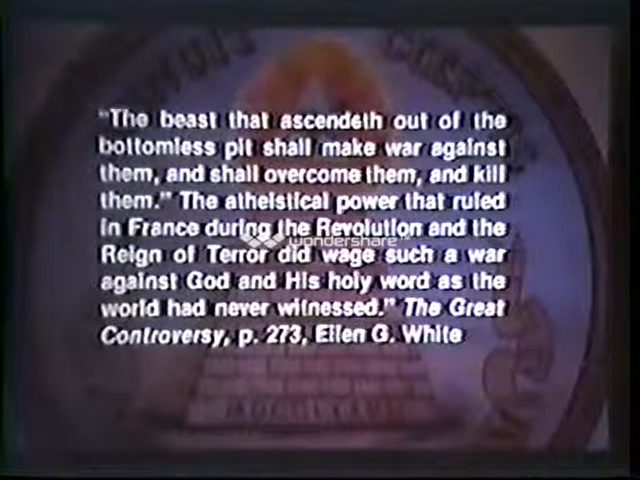 "The beast that ascendeth out of the
bottomless pit shall make war against
them, and shall overcome them, and kill
them." The atheistical power that ruled
in France during the Revolution and the
Reign of Terror did wage such a war
against God and His holy word as the
world had never witnessed." The Great
Controversy, p. 273, Ellen G. White
wondershare